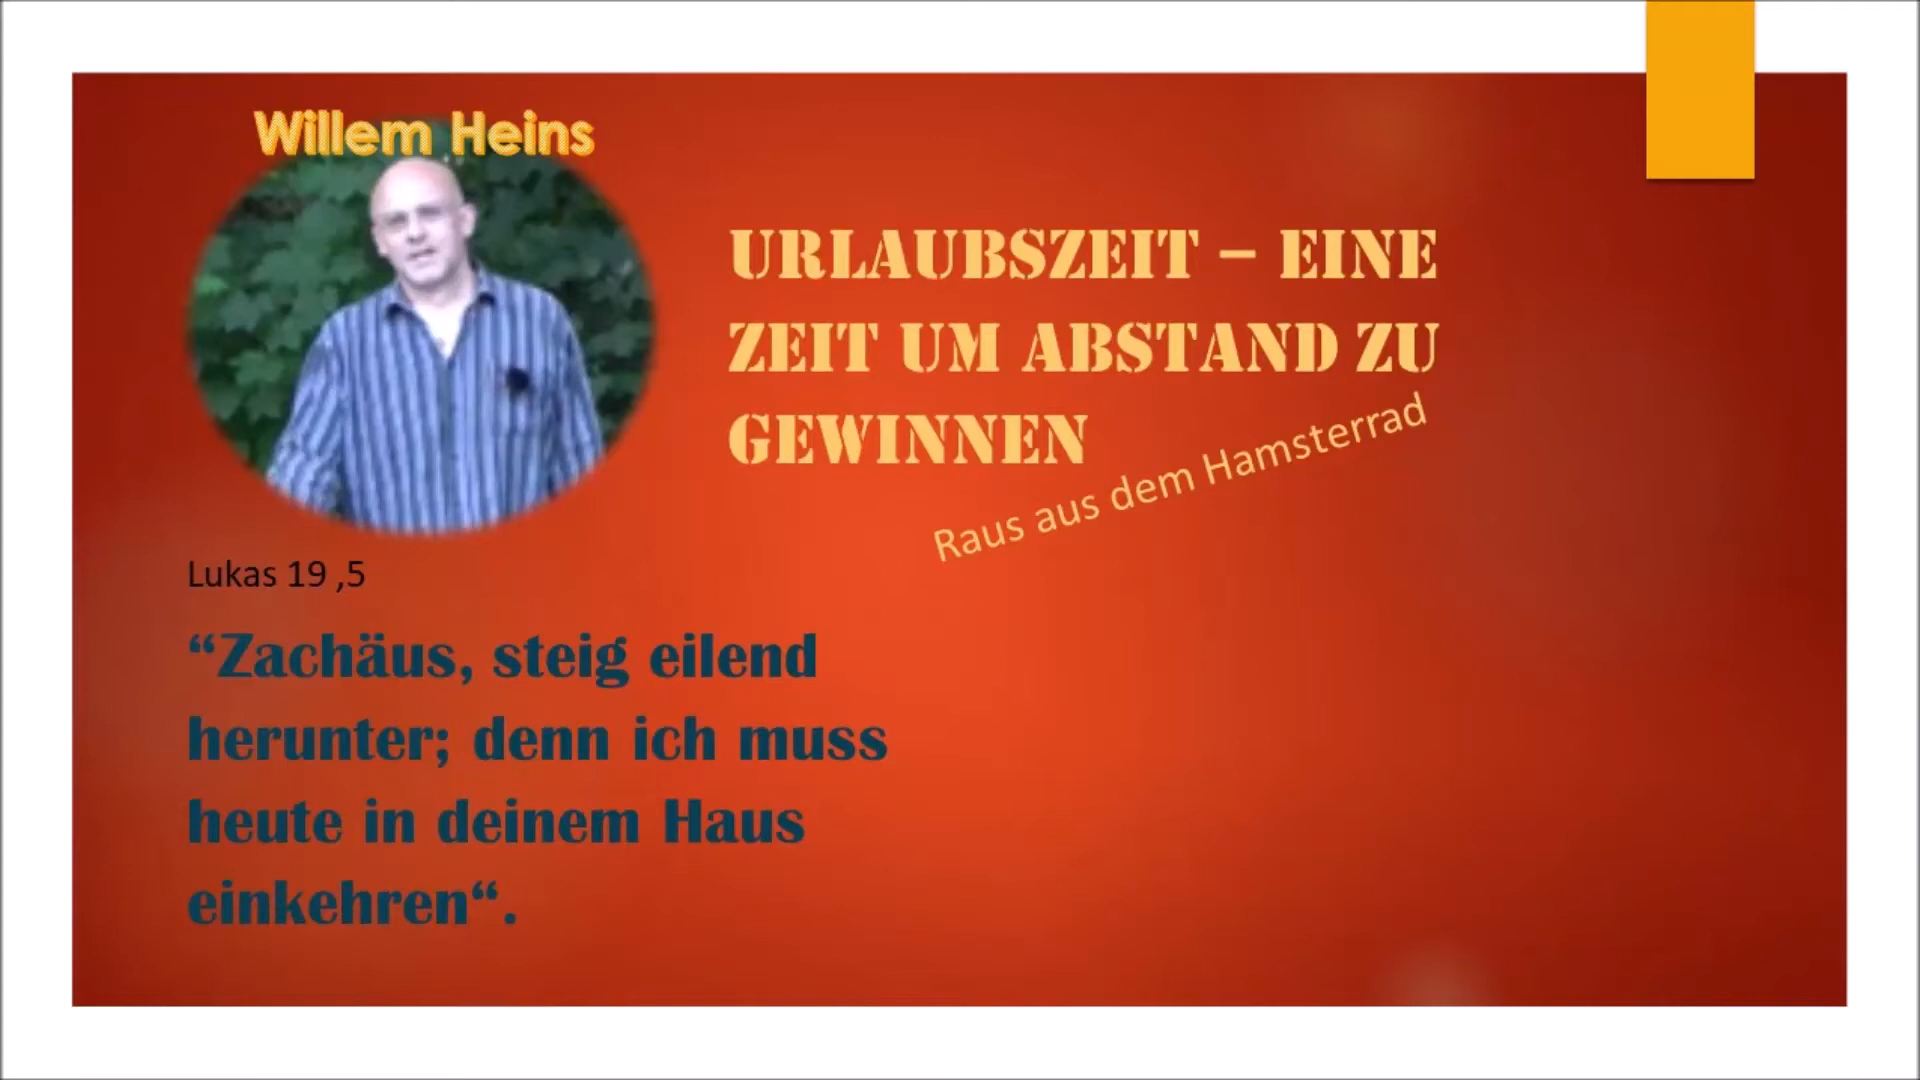 Willem Heins
URLAUBSZEIT – EINE
ZEIT UM ABSTAND ZU
GEWINNEN
Raus aus dem Hamsterrad
Lukas 19 ,5
“Zachäus, steig eilend
herunter; denn ich muss
heute in deinem Haus
einkehren“.